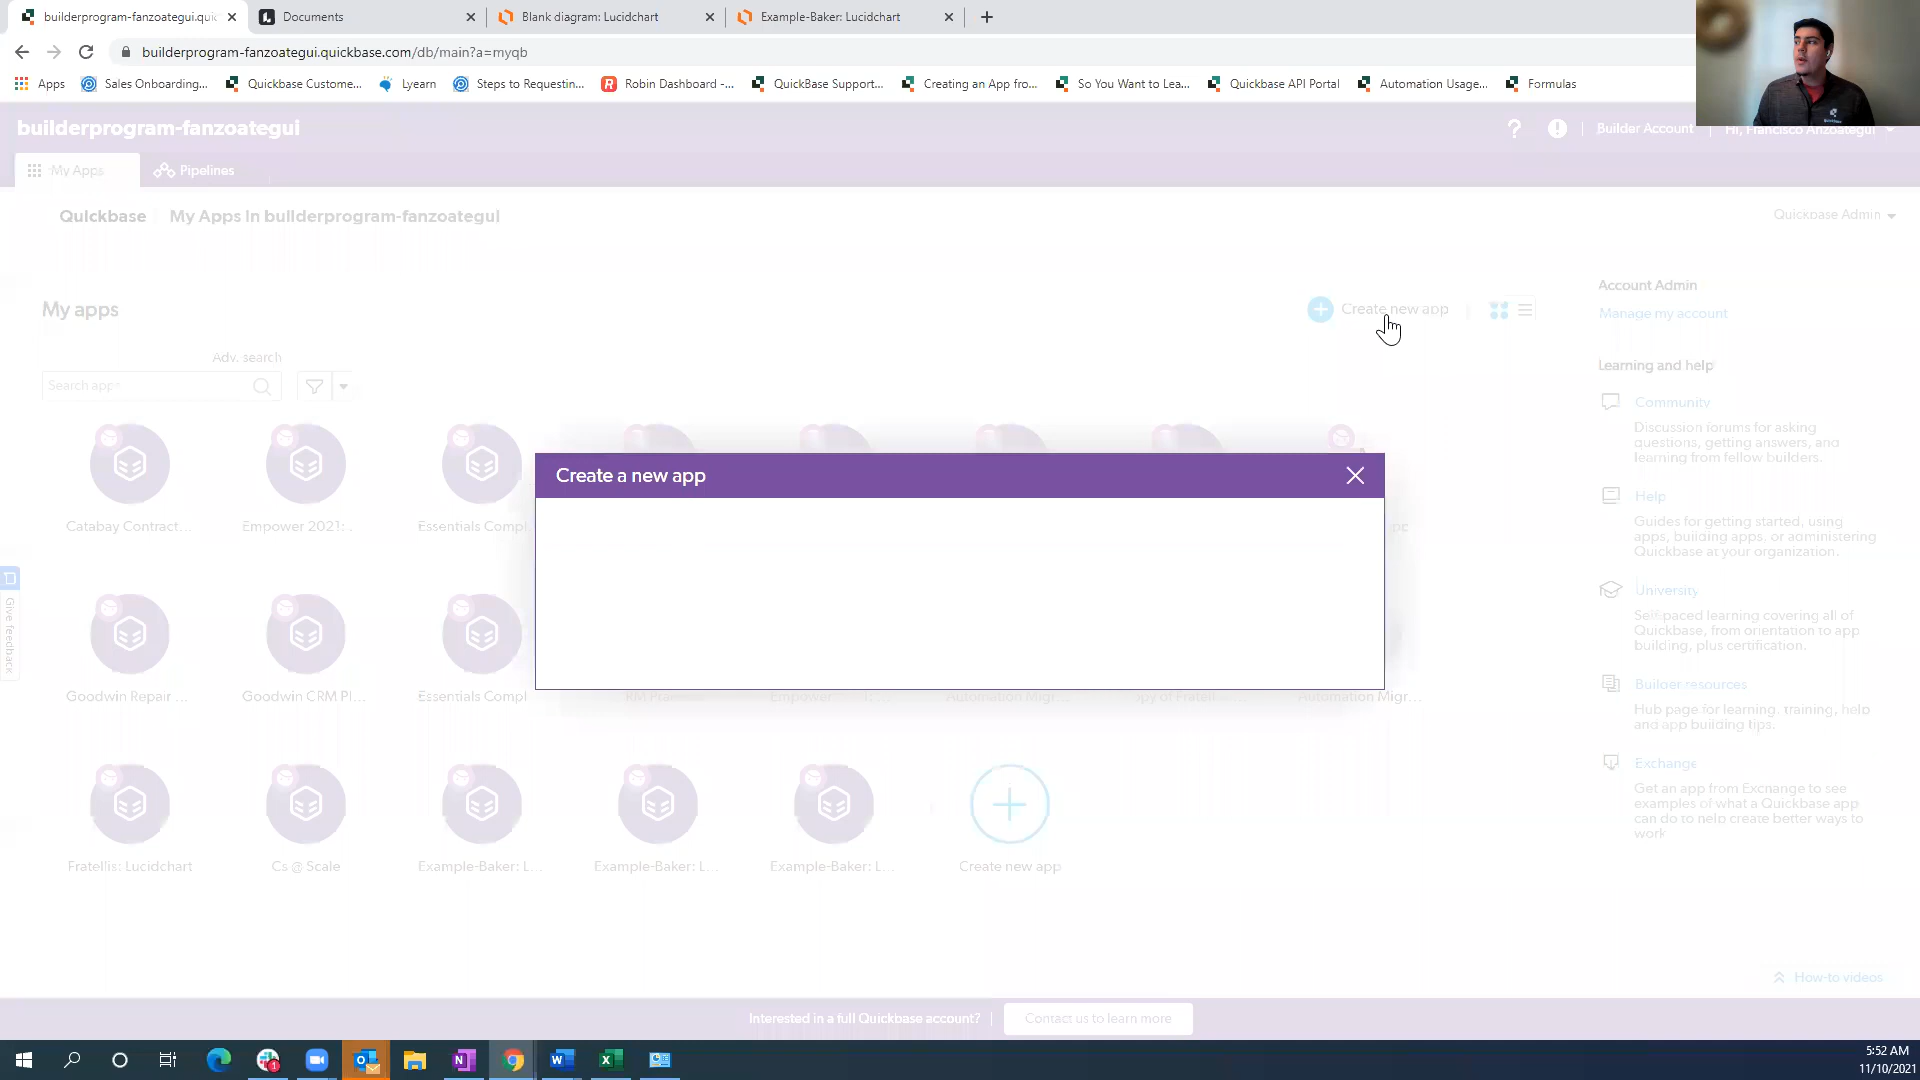 builderprogram-fanzoategui.quic
Documents
Blank diagram: Lucidchart
Example-Baker: Lucidchart
builderprogram-fanzoategui.quickbase.com/db/main?a=myqb
Apps
Sales Onboarding...
Quickbase Custome...
Lyearn
Steps to Requestin...
Robin Dashboard -...
QuickBase Support...
Creating an App fro...
So You Want to Lea...
Quickbase API Portal
Automation Usage...
Formulas
builderprogram-fanzoategui
Builder Account
Hi, Francisco Anzoategui
My Apps
Pipelines
Quickbase
My Apps in builderprogram-fanzoategui
Quickbase Admin
My apps
Create new app
Adv. search
Search apps
Catabay Contract...
Empower 2021: .
Essentials Compl
Create a new app
Goodwin Repair ...
Goodwin CRM Pl...
Essentials Compl
Automation Migr...
Automation Migr...
Fratellis: Lucidchart
Cs @ Scale
Example-Baker: L...
Example-Baker: L...
Example-Baker: L...
Create new app
Account Admin
Manage my account
Learning and help
Community
Discussion forums for asking
questions, getting answers, and
learning from fellow builders.
Help
Guides for getting started, using
apps, building apps, or administering
Quickbase at your organization.
University
Self-paced learning covering all of
Quickbase, from orientation to app
building, plus certification.
Builder resources
Hub page for learning, training, help
and app building tips.
Exchange
Get an app from Exchange to see
examples of what a Quickbase app
can do to help create better ways to
work
How-to videos
Give feedback
Interested in a full Quickbase account?
Contact us to learn more
5:52 AM
11/10/2021